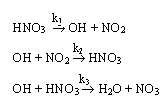 HNO3 k1→ OH + NO2
OH + NO2 k2→ HNO3
OH + HNO3 k3→ H2O + NO3